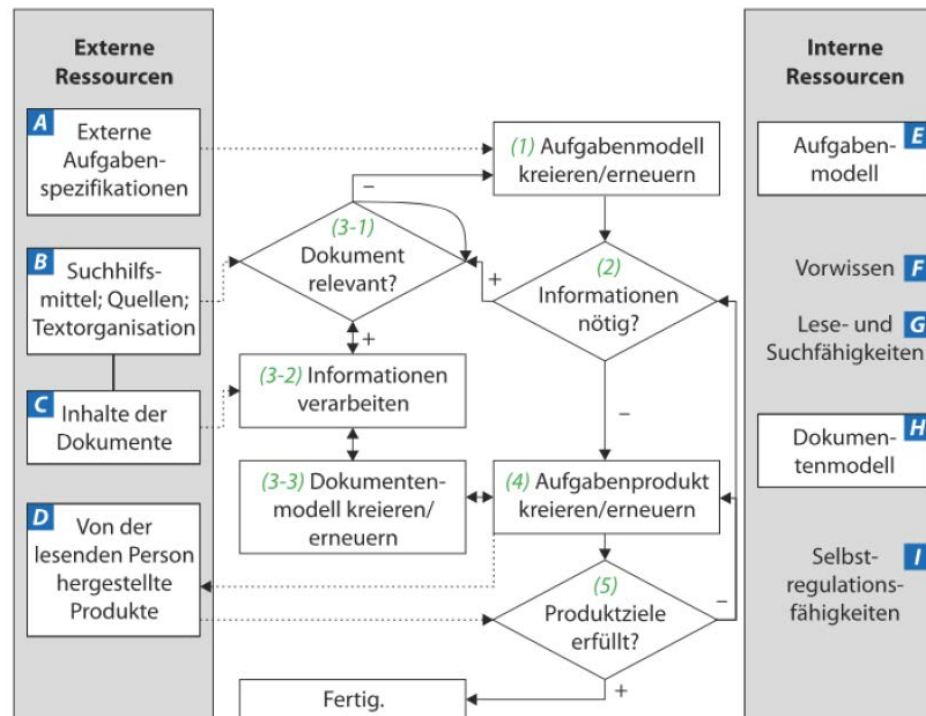 Externe
Ressourcen
A
Externe
Aufgaben-
spezifikationen
B
Suchhilfs-
mittel; Quellen;
Textorganisation
C
Inhalte der
Dokumente
D
Von der
lesenden Person
hergestellte
Produkte
(1) Aufgabenmodell
kreieren/erneuern
–
(3-1)
Dokument
relevant?
+
(2)
Informationen
nötig?
+
(3-2) Informationen
verarbeiten
–
(3-3) Dokumenten-
modell kreieren/
erneuern
(4) Aufgabenprodukt
kreieren/erneuern
(5)
Produktziele
erfüllt?
–
+
Fertig.
Interne
Ressourcen
E
Aufgaben-
modell
Vorwissen F
Lese- und G
Suchfähigkeiten
H
Dokumen-
tenmodell
Selbst- I
regulations-
fähigkeiten